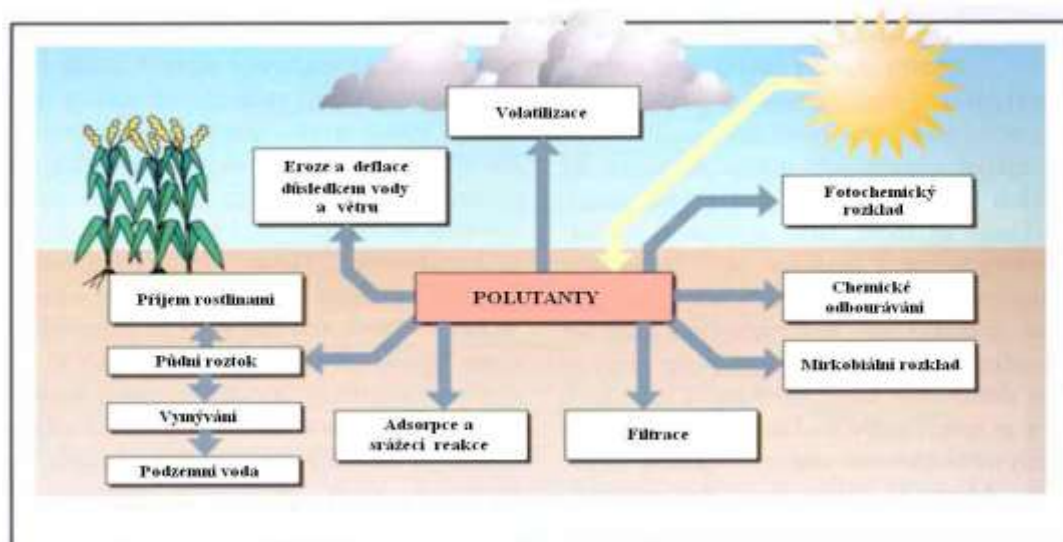 Volatilizace
Eroze a deflace
důsledkem vody
a větru
Fotochemický
rozklad
Příjem rostlinami
POLUTANTY
Chemické
odbourávání
Půdní roztok
Mirkobiální rozklad
Vymývání
Adsorpce a
srážecí reakce
Filtrace
Podzemní voda